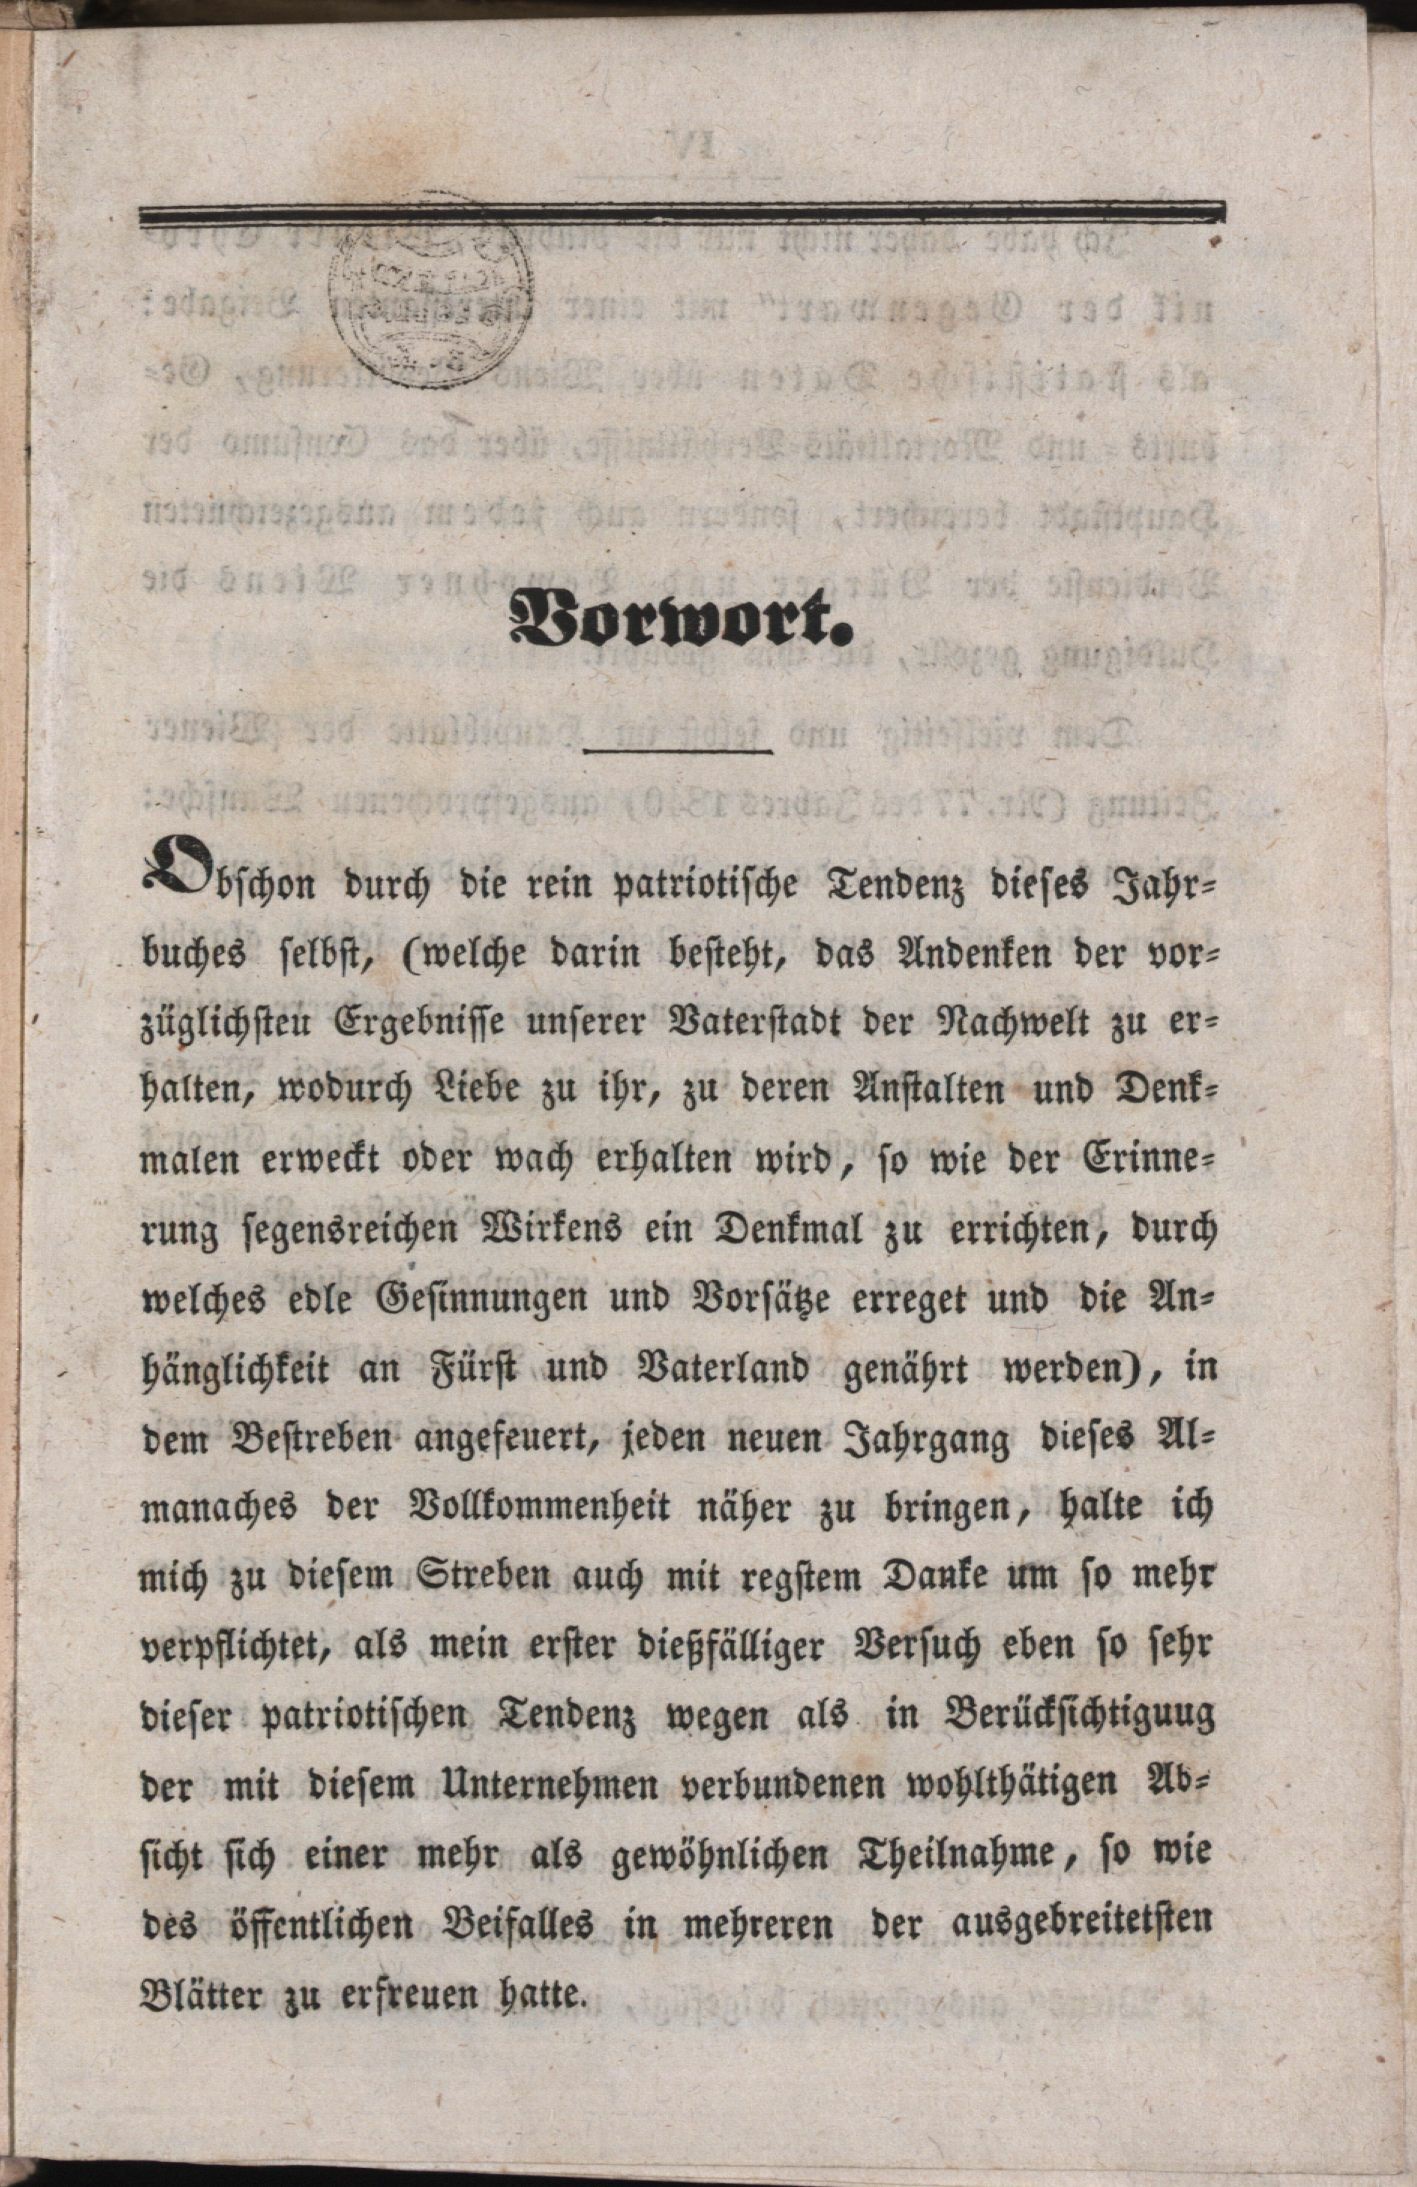 Vorwort.
Obschon durch die rein patriotische Tendenz dieses Jahr-
buches selbst, (welche darin besteht, das Andenken der vor-
züglichsteu Ergebnisse unserer Vaterstadt der Nachwelt zu er-
halten, wodurch Liebe zu ihr, zu deren Anstalten und Denk-
malen erweckt oder wach erhalten wird, so wie der Erinne-
rung segensreichen Wirkens ein Denkmal zu errichten, durch
welches edle Gesinnungen und Vorsätze erreget und die An-
hänglichkeit an Fürst und Vaterland genährt werden), in
dem Bestreben angefeuert, jeden neuen Jahrgang dieses Al-
manaches der Vollkommenheit näher zu bringen, halte ich
mich zu diesem Streben auch mit regstem Danke um so mehr
verpflichtet, als mein erster dießfälliger Versuch eben so sehr
dieser patriotischen Tendenz wegen als in Berücksichtiguug
der mit diesem Unternehmen verbundenen wohlthätigen Ab-
sicht sich einer mehr als gewöhnlichen Theilnahme, so wie
des öffentlichen Beifalles in mehreren der ausgebreitetsten
Blätter zu erfreuen hatte.